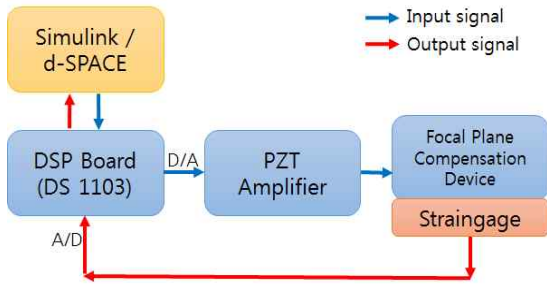 Simulink /
d-SPACE
Input signal
Output signal
DSP Board
(DS 1103)
D/A
PZT
Amplifier
Focal Plane
Compensation
Device
Straingage
A/D